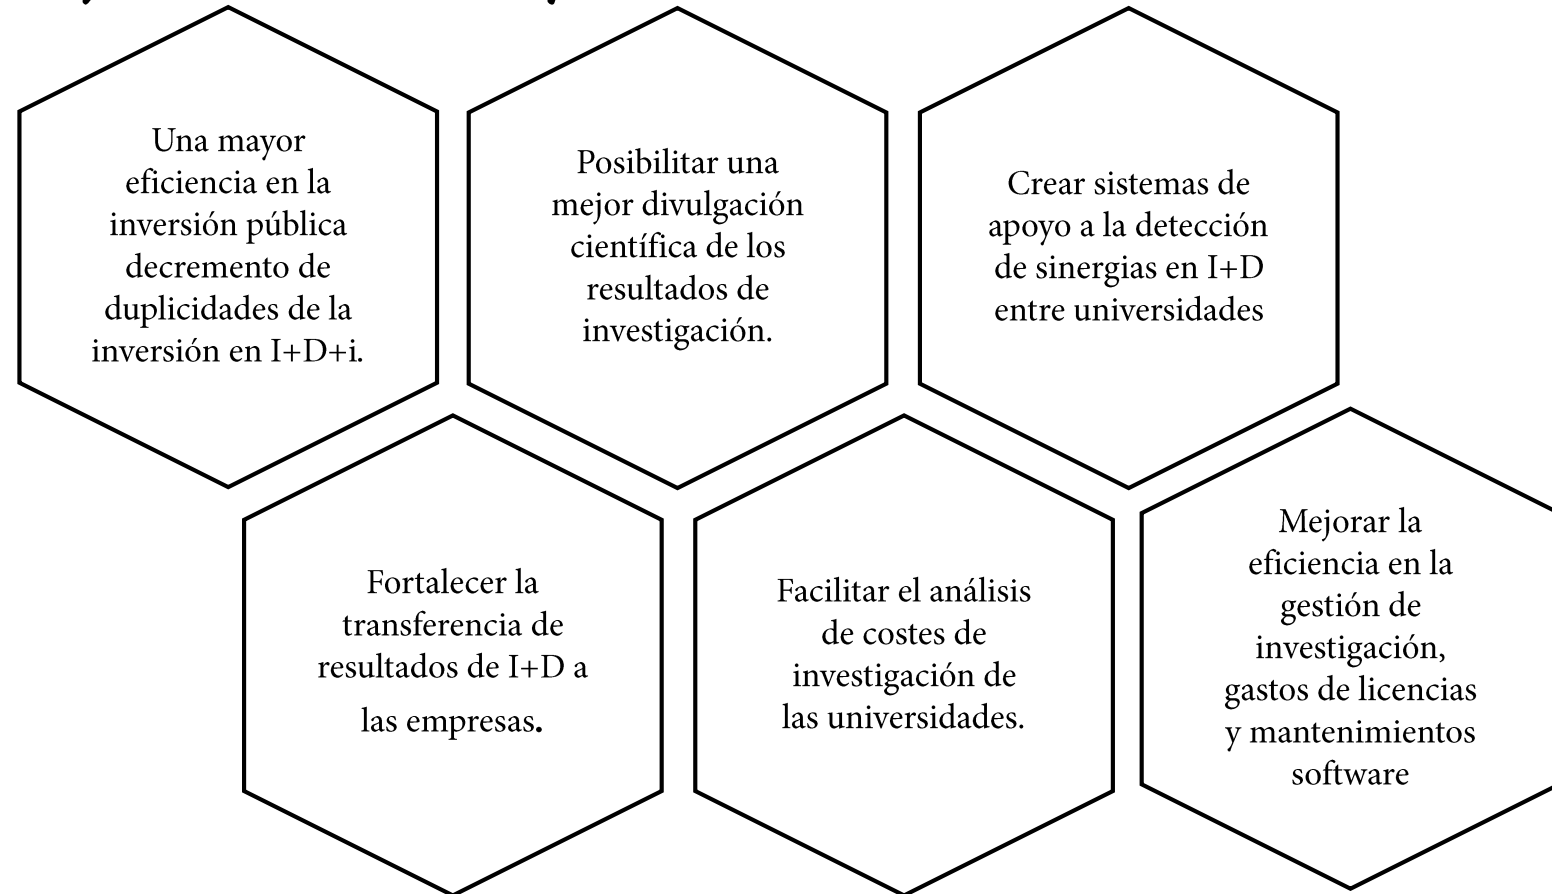 Una mayor
eficiencia en la
inversión pública
decremento de
duplicidades de la
inversión en I+D+i.
Posibilitar una
mejor divulgación
científica de los
resultados de
investigación.
Crear sistemas de
apoyo a la detección
de sinergias en I+D
entre universidades
Fortalecer la
transferencia de
resultados de I+D a
las empresas.
Facilitar el análisis
de costes de
investigación de
las universidades.
Mejorar la
eficiencia en la
gestión de
investigación,
gastos de licencias
y mantenimientos
software